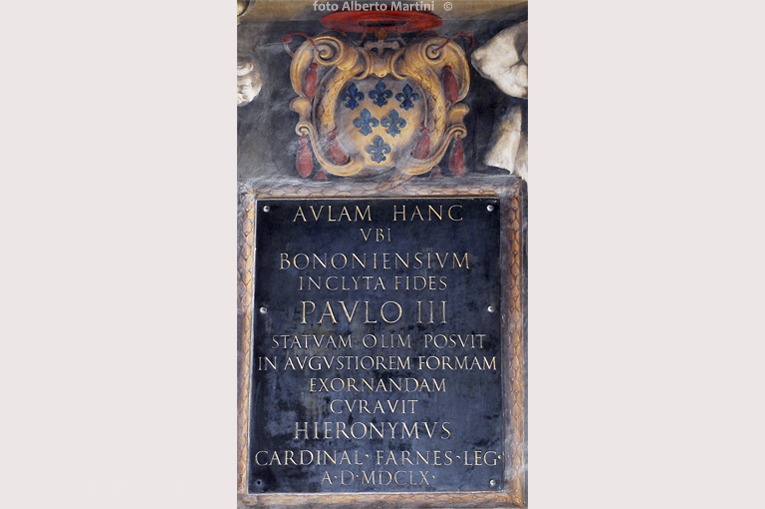 foto Alberto Martini ©
AVLAM HANC
VBI
BONONIENSIVM
INCLYTA FIDES
PAVLO III
STATVAM OLIM POSVIT
IN AVGVSTIOREM FORMAM
EXORNANDAM
CVRAVIT
HIERONYMVS
CARDINAL· FARNES·LEG·
A·D·MDCLX·